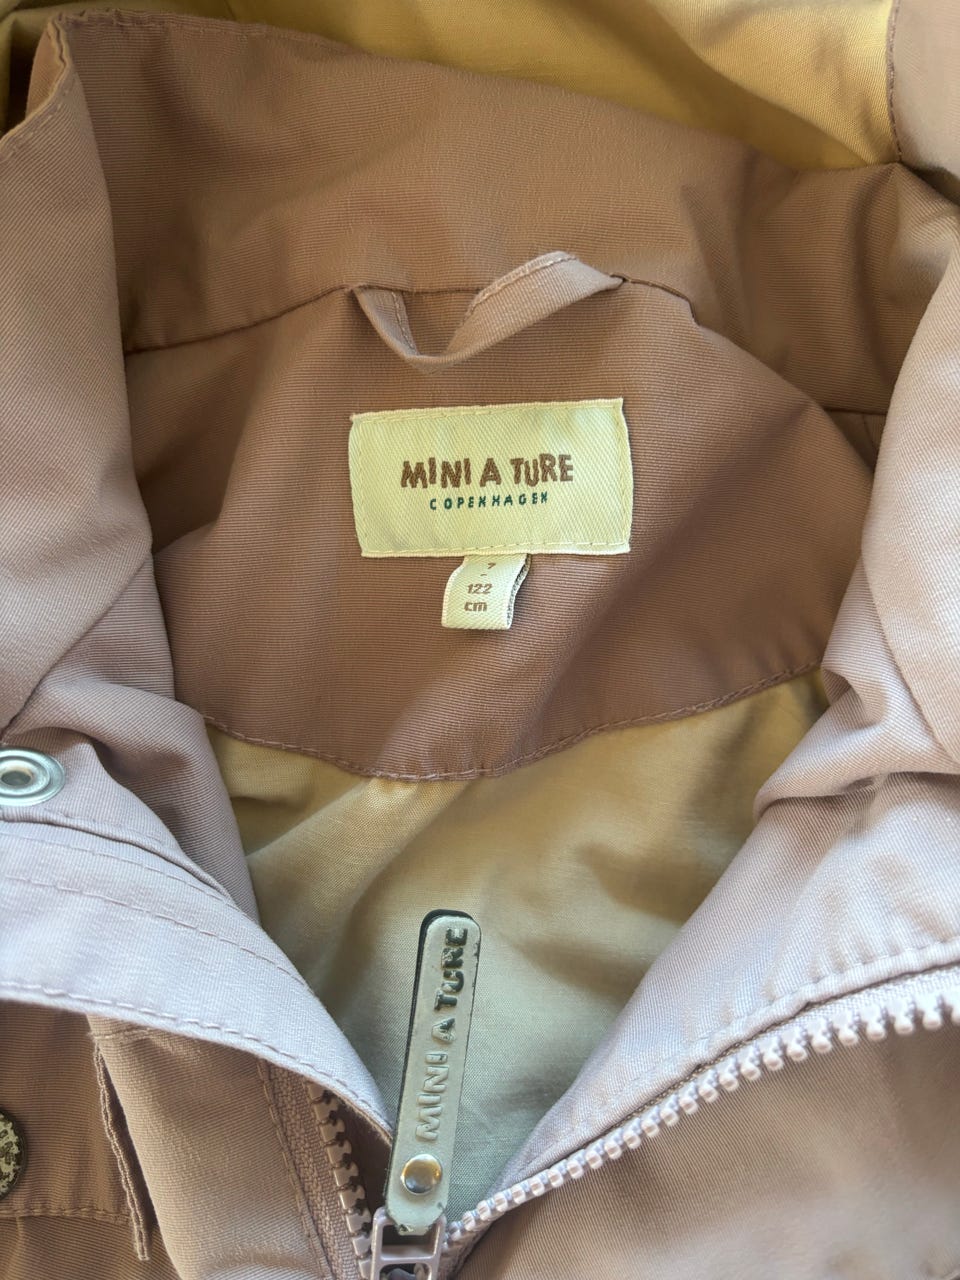 MINI A TURE
COPENHAGEN
7
-
122
cm
MINI A TURE